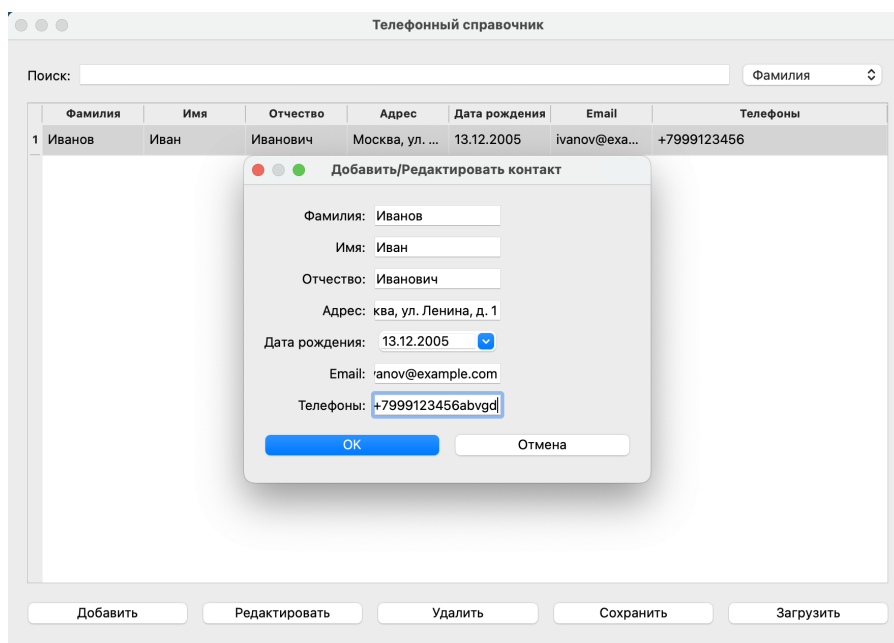 Телефонный справочник
Поиск: Фамилия
Фамилия Имя Отчество Адрес Дата рождения Email Телефоны
1 Иванов Иван Иванович Москва, ул. ... 13.12.2005 ivanov@exa... +7999123456
Добавить/Редактировать контакт
Фамилия: Иванов
Имя: Иван
Отчество: Иванович
Адрес: ква, ул. Ленина, д. 1
Дата рождения: 13.12.2005
Email: vanov@example.com
Телефоны: +7999123456abvgd
OK Отмена
Добавить Редактировать Удалить Сохранить Загрузить